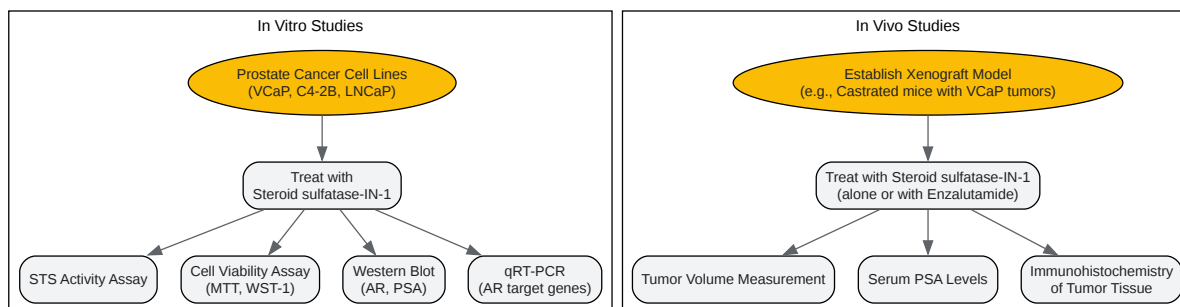 In Vitro Studies
Prostate Cancer Cell Lines
(VCaP, C4-2B, LNCaP)
Treat with
Steroid sulfatase-IN-1
STS Activity Assay
Cell Viability Assay
(MTT, WST-1)
Western Blot
(AR, PSA)
qRT-PCR
(AR target genes)
In Vivo Studies
Establish Xenograft Model
(e.g., Castrated mice with VCaP tumors)
Treat with Steroid sulfatase-IN-1
(alone or with Enzalutamide)
Tumor Volume Measurement
Serum PSA Levels
Immunohistochemistry
of Tumor Tissue